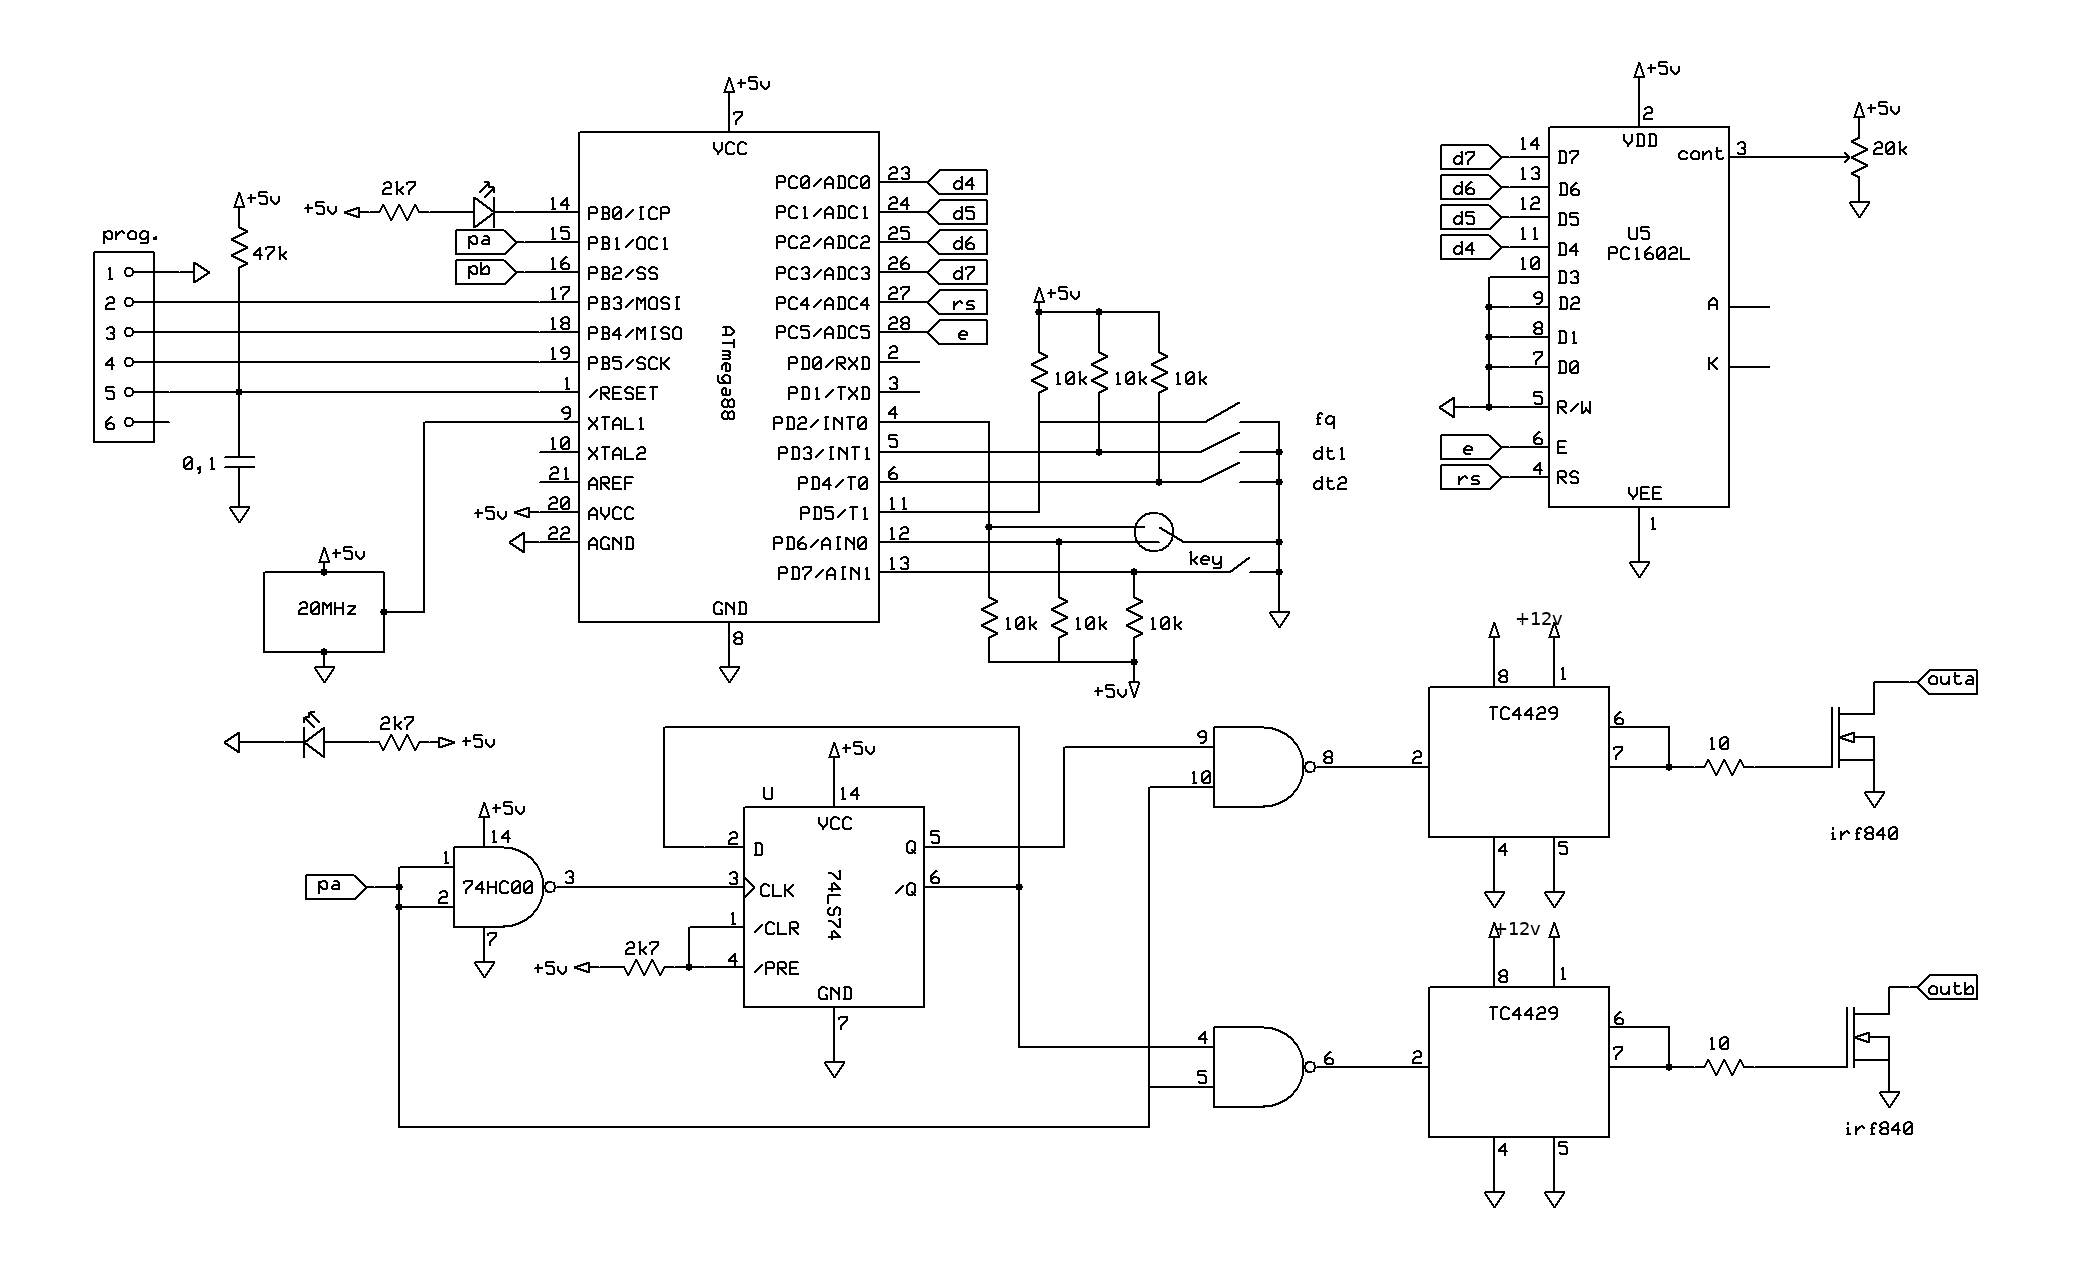 +5v
7
VCC
ATmega88
GND
8
14 PB0/ICP
15 PB1/OC1
16 PB2/SS
17 PB3/MOSI
18 PB4/MISO
19 PB5/SCK
1 /RESET
9 XTAL1
10 XTAL2
21 AREF
+5v 20 AVCC
22 AGND
PC0/ADC0 23 d4
PC1/ADC1 24 d5
PC2/ADC2 25 d6
PC3/ADC3 26 d7
PC4/ADC4 27 rs
PC5/ADC5 28 e
PD0/RXD 2
PD1/TXD 3
PD2/INT0 4
PD3/INT1 5
PD4/T0 6
PD5/T1 11
PD6/AIN0 12
PD7/AIN1 13
+5v 2k7
pa
pb
+5v
47k
0,1
prog.
1
2
3
4
5
6
+5v
20MHz
+5v
10k 10k 10k
fq
dt1
dt2
key
10k 10k 10k
+5v
+5v
2
VDD
d7 14 D7
d6 13 D6
d5 12 D5
d4 11 D4
10 D3
9 D2
8 D1
7 D0
5 R/W
e 6 E
rs 4 RS
U5
PC1602L
cont 3
A
K
VEE
1
+5v
20k
2k7
+5v
+5v
14
pa
1
2
74HC00 3
7
U
+5v
14
VCC
2 D
3 CLK
1 /CLR
4 /PRE
74LS74
Q 5
/Q 6
GND
7
+5v 2k7
9
10
8
4
5
6
+12v
8 1
TC4429
2
6
7
4 5
10
outa
irf840
+12v
8 1
TC4429
2
6
7
4 5
10
outb
irf840